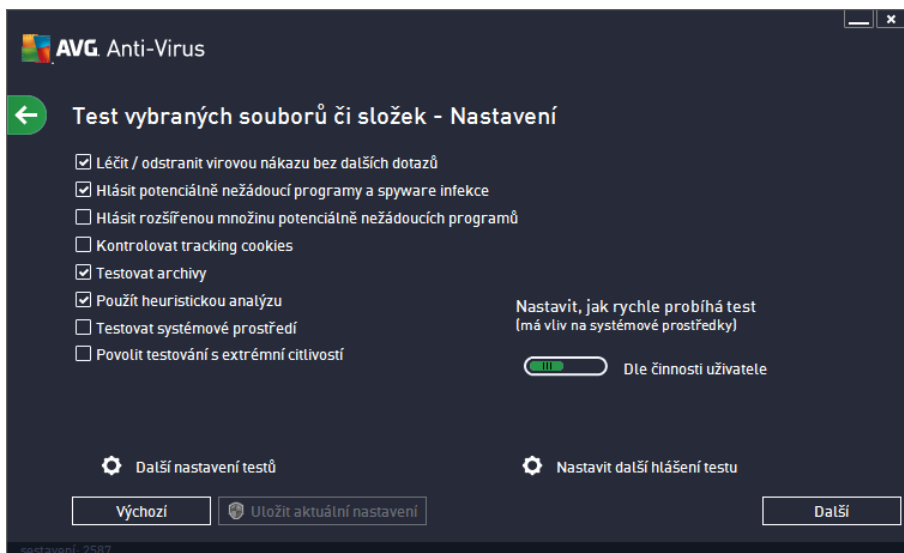 AVG. Anti-Virus
Test vybraných souborů či složek - Nastavení
Léčit / odstranit virovou nákazu bez dalších dotazů
Hlásit potenciálně nežádoucí programy a spyware infekce
Hlásit rozšířenou množinu potenciálně nežádoucích programů
Kontrolovat tracking cookies
Testovat archivy
Použít heuristickou analýzu
Testovat systémové prostředí
Povolit testování s extrémní citlivostí
Nastavit, jak rychle probíhá test
(má vliv na systémové prostředky)
Dle činnosti uživatele
Další nastavení testů
Nastavit další hlášení testu
Výchozí
Uložit aktuální nastavení
Další
sestavení: 2587